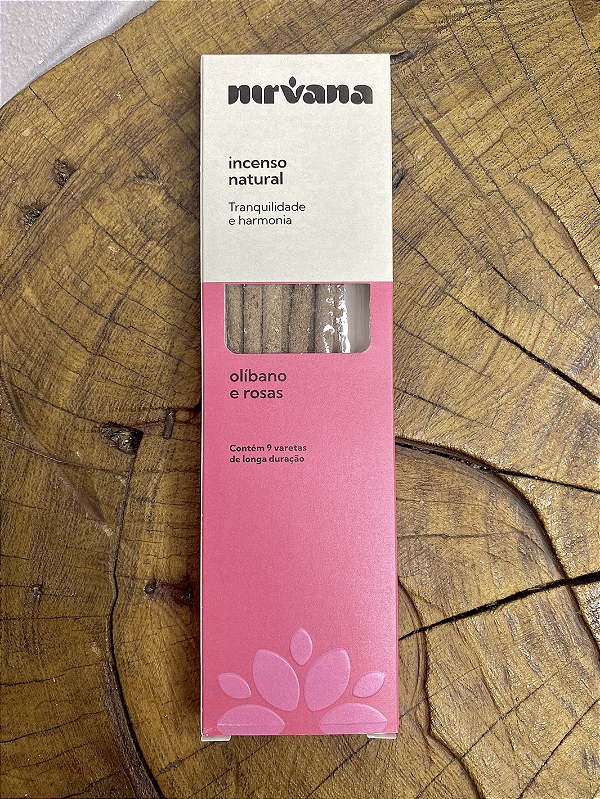 nirvana
incenso
natural
Tranquilidade
e harmonia
olíbano
e rosas
Contém 9 varetas
de longa duração